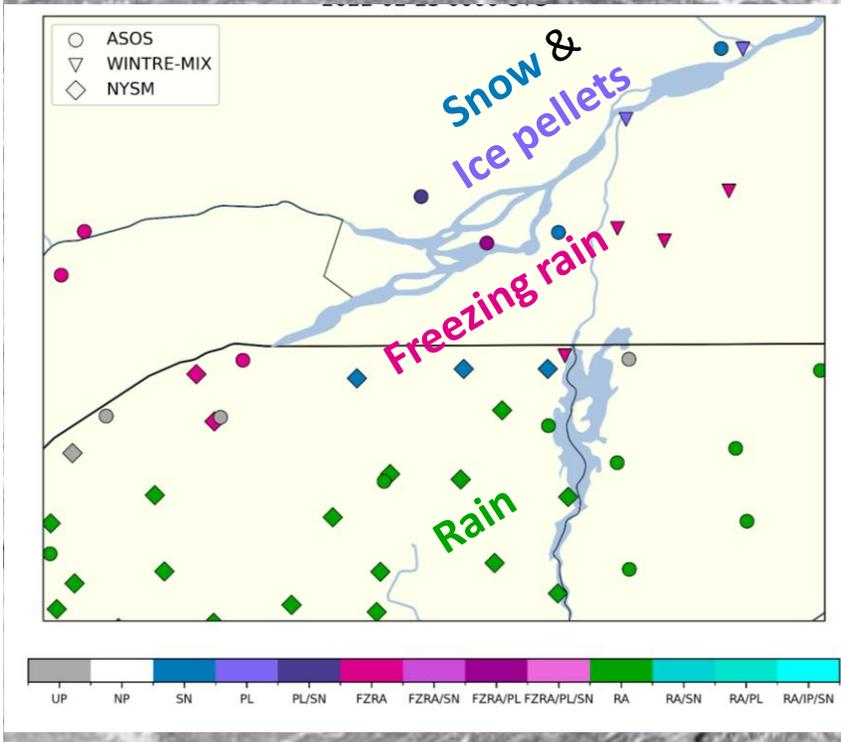 ASOS
WINTRE-MIX
NYSM
Snow &
Ice pellets
Freezing rain
Rain
UP NP SN PL PL/SN FZRA FZRA/SN FZRA/PL FZRA/PL/SN RA RA/SN RA/PL RA/IP/SN